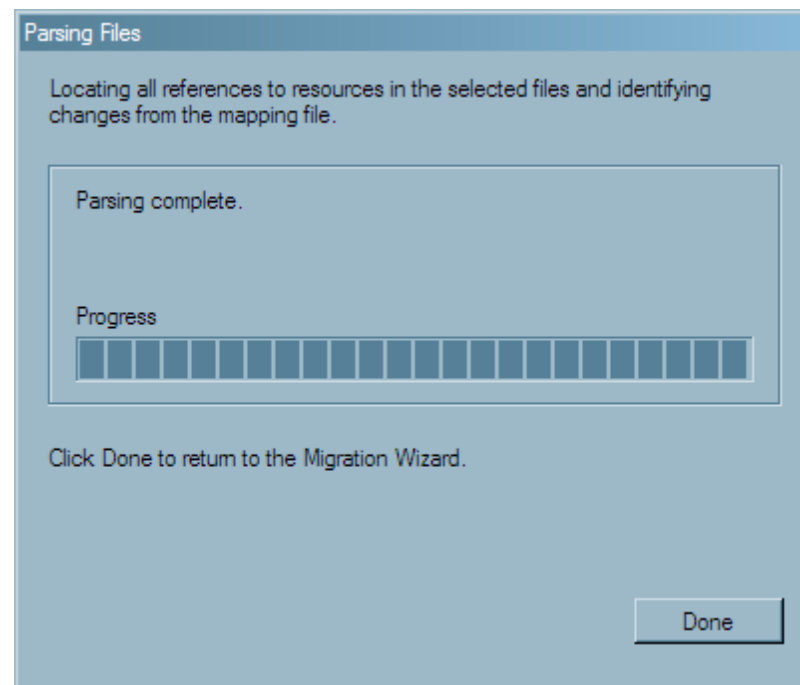 Parsing Files
Locating all references to resources in the selected files and identifying
changes from the mapping file.
Parsing complete.
Progress
Click Done to return to the Migration Wizard.
Done